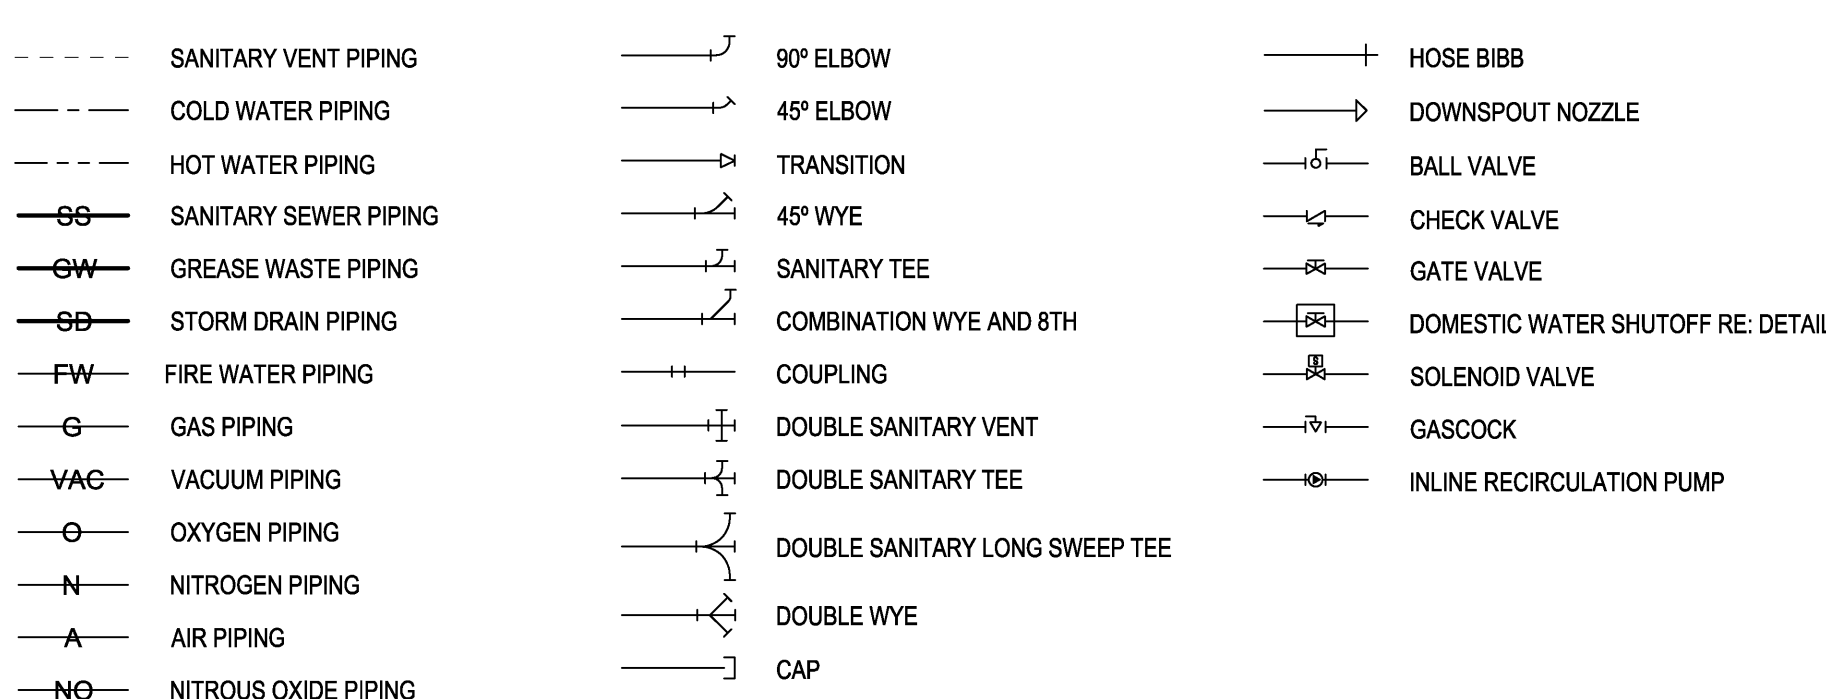 SANITARY VENT PIPING
COLD WATER PIPING
HOT WATER PIPING
SS SANITARY SEWER PIPING
GW GREASE WASTE PIPING
SD STORM DRAIN PIPING
FW FIRE WATER PIPING
G GAS PIPING
VAC VACUUM PIPING
O OXYGEN PIPING
N NITROGEN PIPING
A AIR PIPING
NO NITROUS OXIDE PIPING
90º ELBOW
45º ELBOW
TRANSITION
45º WYE
SANITARY TEE
COMBINATION WYE AND 8TH
COUPLING
DOUBLE SANITARY VENT
DOUBLE SANITARY TEE
DOUBLE SANITARY LONG SWEEP TEE
DOUBLE WYE
CAP
HOSE BIBB
DOWNSPOUT NOZZLE
BALL VALVE
CHECK VALVE
GATE VALVE
DOMESTIC WATER SHUTOFF RE: DETAIL
S SOLENOID VALVE
GASCOCK
INLINE RECIRCULATION PUMP